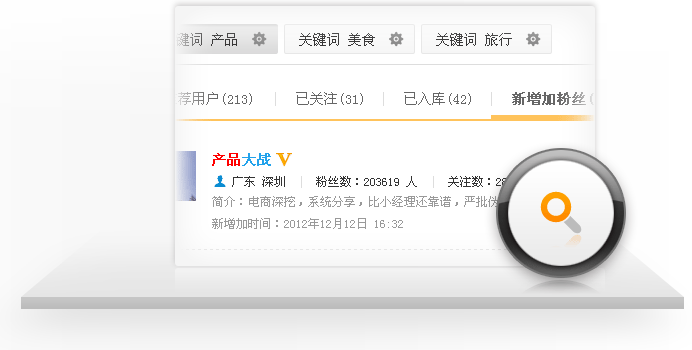 键词 产品 关键词 美食 关键词 旅行
荐用户(213) 已关注(31) 已入库(42) 新增加粉丝(
产品大战 V
广东 深圳 粉丝数：203619 人 关注数：28
简介：电商深挖，系统分享，比小经理还靠谱，严批伪
新增加时间：2012年12月12日 16:32